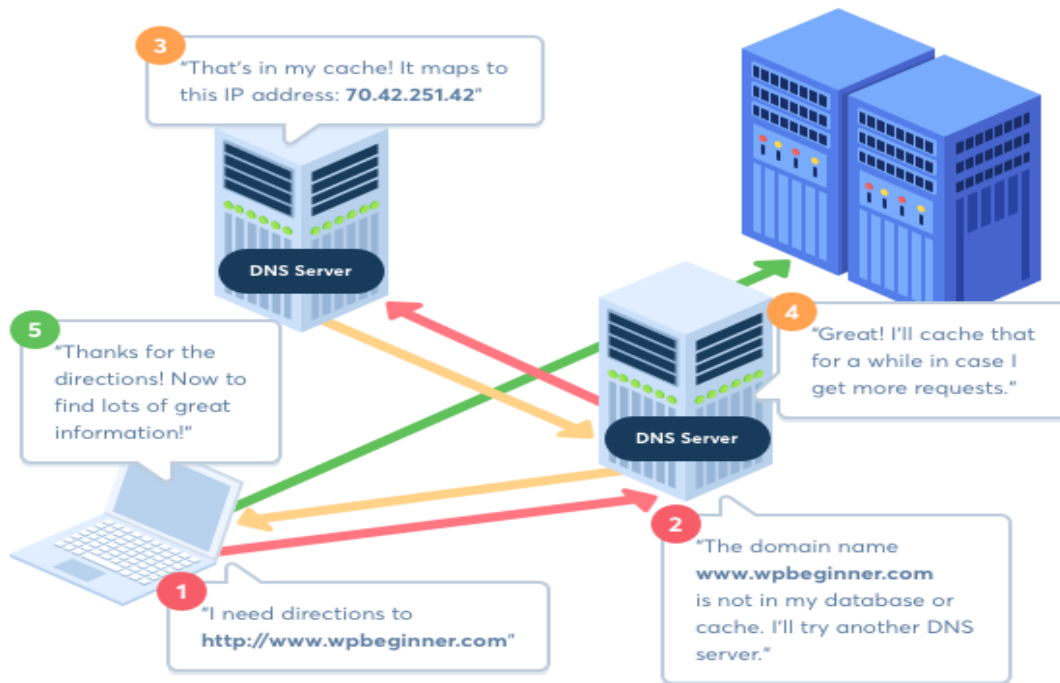 3
"That's in my cache! It maps to
this IP address: 70.42.251.42"
DNS Server
5
"Thanks for the
directions! Now to
find lots of great
information!"
4
"Great! I'll cache that
for a while in case I
get more requests."
DNS Server
2
"The domain name
www.wpbeginner.com
is not in my database or
cache. I'll try another DNS
server."
1
"I need directions to
http://www.wpbeginner.com"